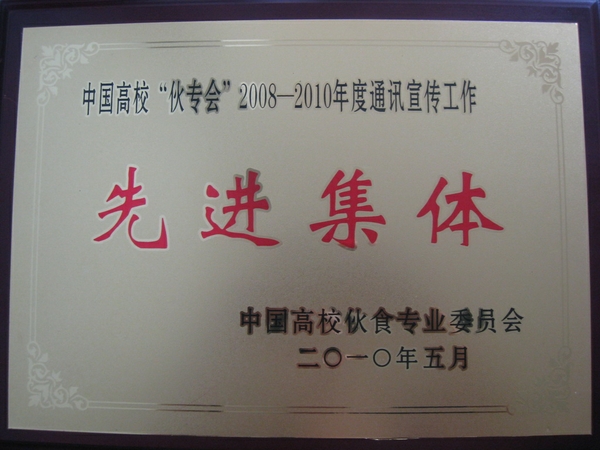 中国高校“伙专会”2008—2010年度通讯宣传工作
先进集体
中国高校伙食专业委员会
二〇一〇年五月